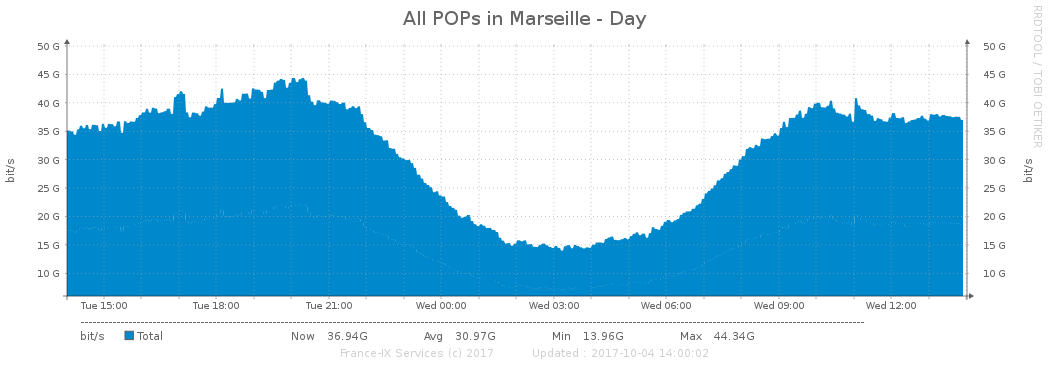 All POPs in Marseille - Day
RRDTOOL / TOBI OETIKER
50 G 50 G
45 G 45 G
40 G 40 G
35 G 35 G
30 G 30 G
25 G 25 G
20 G 20 G
15 G 15 G
10 G 10 G
bit/s bit/s
Tue 15:00 Tue 18:00 Tue 21:00 Wed 00:00 Wed 03:00 Wed 06:00 Wed 09:00 Wed 12:00
bit/s Total Now 36.94G Avg 30.97G Min 13.96G Max 44.34G
France-IX Services (c) 2017 Updated : 2017-10-04 14:00:02